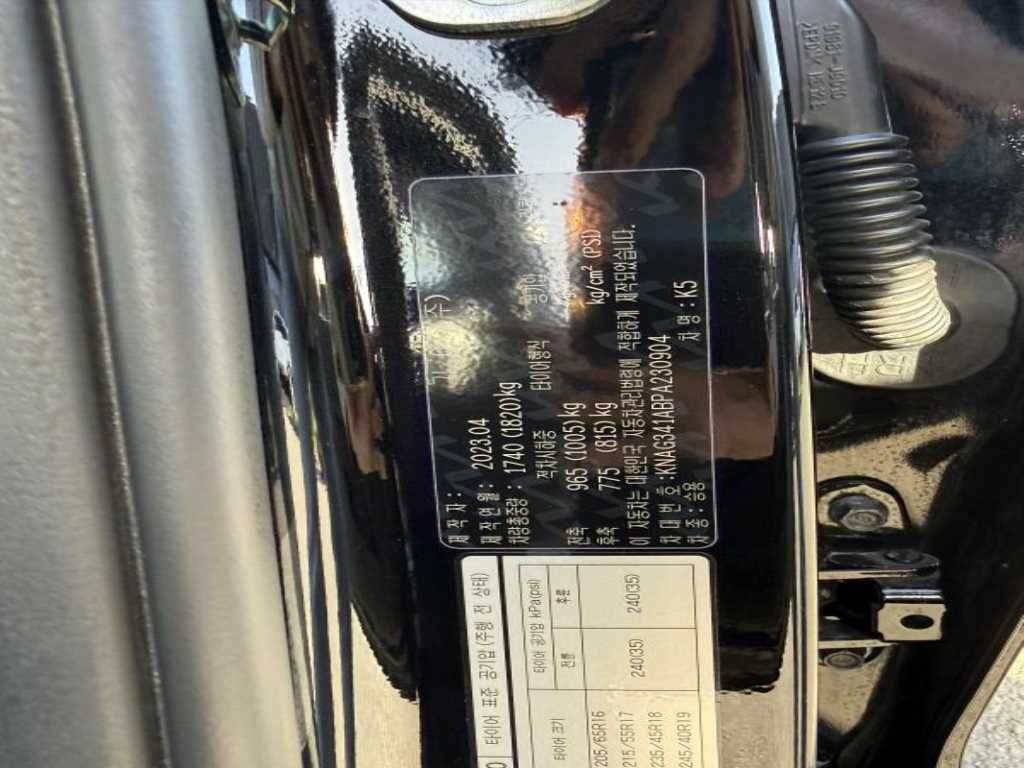 제 작 자 :
주)
제작연월 : 2023.04
차량총중량 : 1740 (1820)kg
적차시하중 타이어형식 공기압
전축 965 (1005)kg
후축 775 (815)kg kg/cm² (PSI)
이 자동차는 대한민국 자동차관리법령에 적합하게 제작되었습니다.
차 대 번 호 : KNAG341ABPA230904
차종 : 승용 차 명 : K5
타이어 표준 공기압 (주행 전 상태)
타이어 크기 타이어 공기압 kPa(psi)
전륜 후륜
205/65R16
215/55R17
235/45R18
245/40R19
240(35) 240(35)